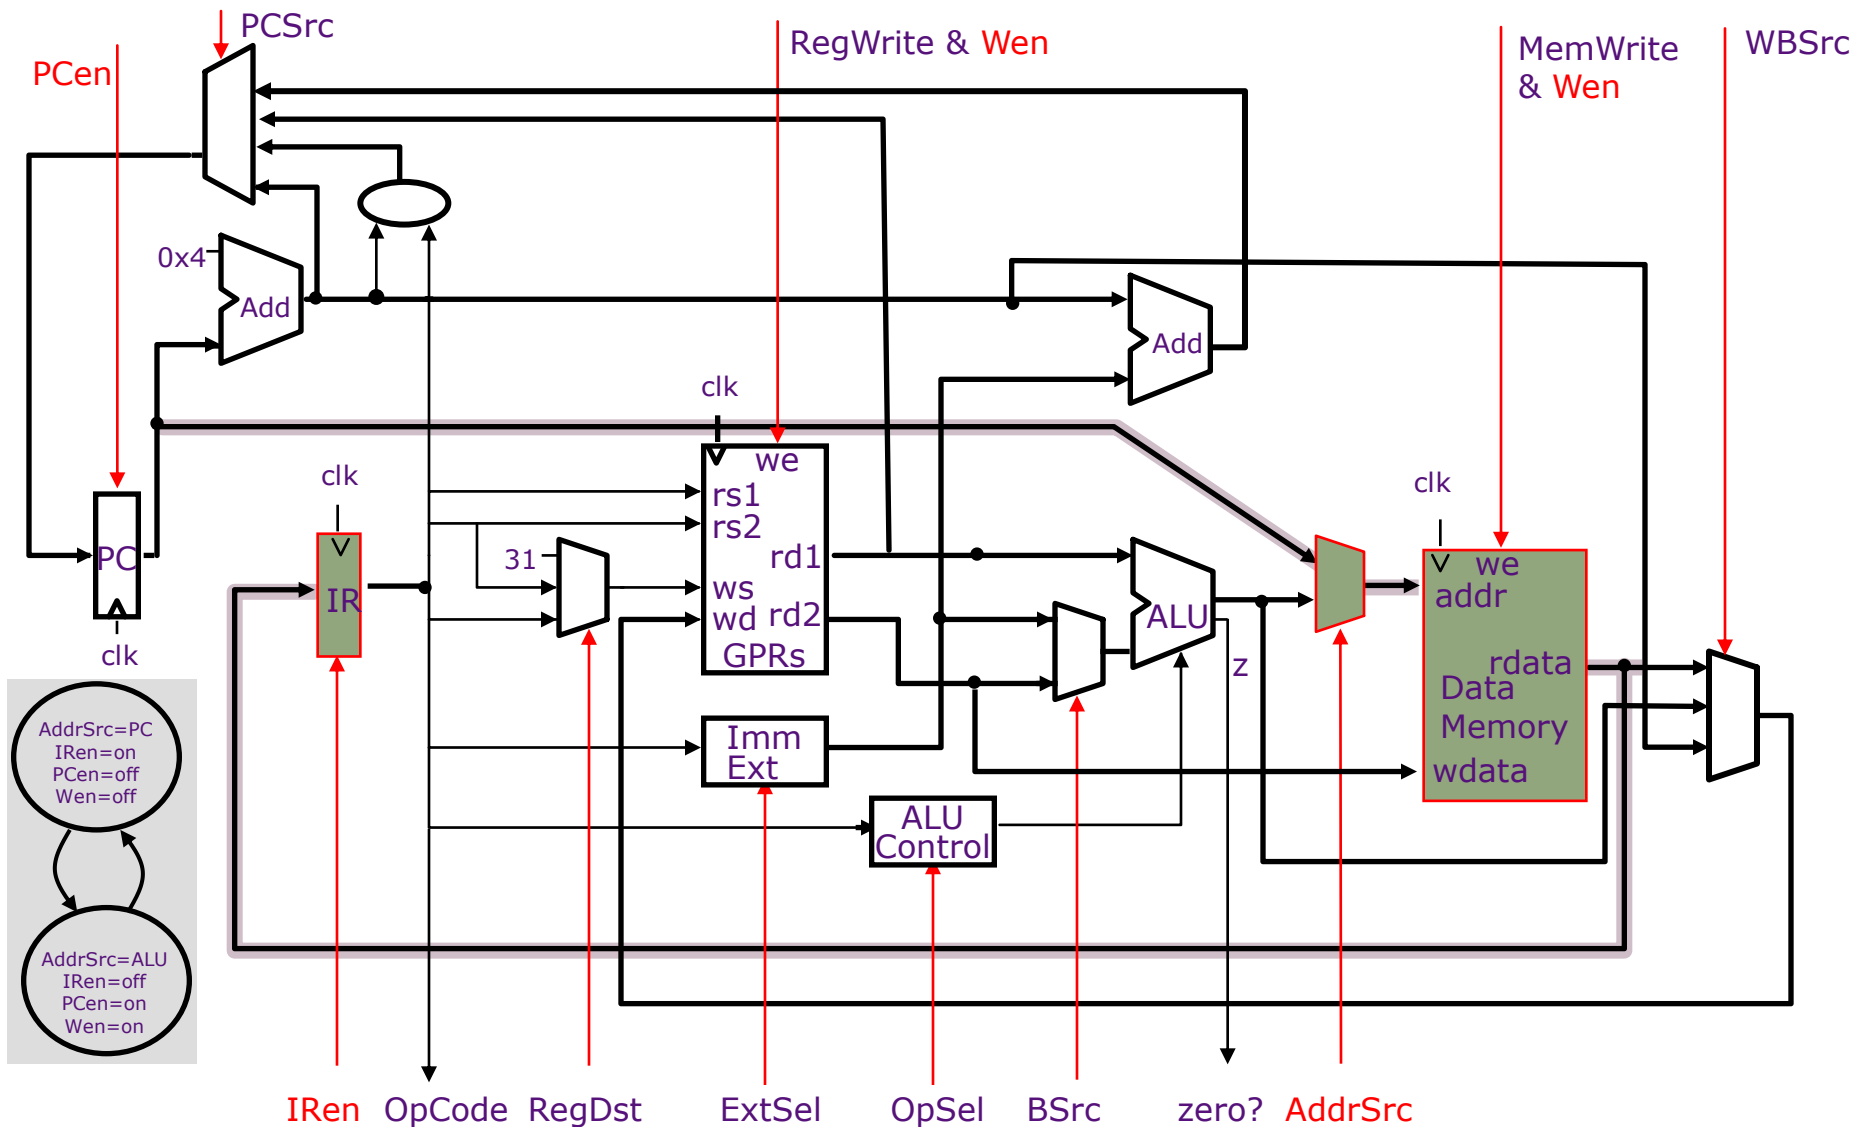 PCSrc
RegWrite & Wen
MemWrite
& Wen
WBSrc
PCen
0x4
Add
Add
clk
we
rs1
rs2
rd1
ws
wd
rd2
GPRs
clk
IR
31
PC
clk
ALU
z
clk
we
addr
rdata
Data
Memory
wdata
Imm
Ext
ALU
Control
AddrSrc=PC
IRen=on
PCen=off
Wen=off
AddrSrc=ALU
IRen=off
PCen=on
Wen=on
IRen
OpCode
RegDst
ExtSel
OpSel
BSrc
zero?
AddrSrc